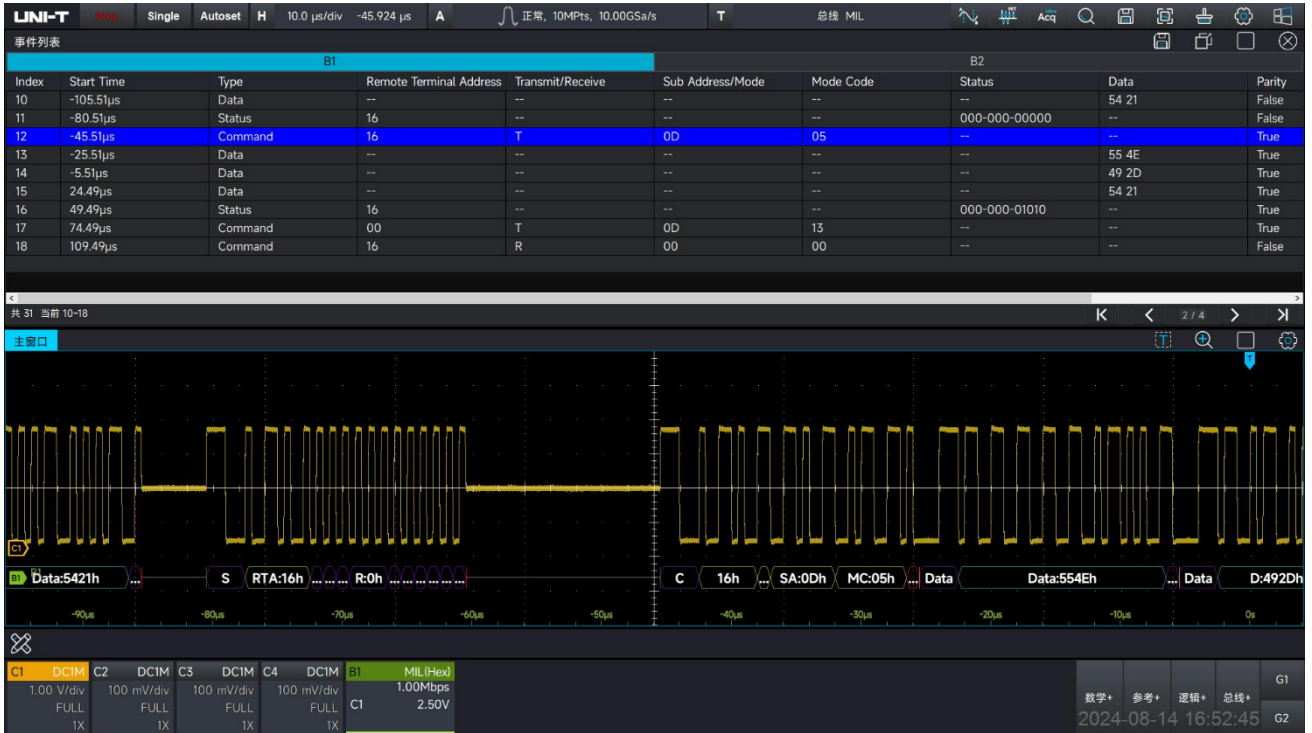 UNI-T Stop Single Autoset H 10.0 μs/div -45.924 μs A 正常, 10MPts, 10.00GSa/s T 总线 MIL Acq
事件列表
B1 B2
Index Start Time Type Remote Terminal Address Transmit/Receive Sub Address/Mode Mode Code Status Data Parity
10 -105.51μs Data -- -- -- -- -- 54 21 False
11 -80.51μs Status 16 -- -- -- 000-000-00000 -- False
12 -45.51μs Command 16 T 0D 05 -- -- True
13 -25.51μs Data -- -- -- -- -- 55 4E True
14 -5.51μs Data -- -- -- -- -- 49 2D True
15 24.49μs Data -- -- -- -- -- 54 21 True
16 49.49μs Status 16 -- -- -- 000-000-01010 -- True
17 74.49μs Command 00 T 0D 13 -- -- True
18 109.49μs Command 16 R 00 00 -- -- False
共 31 当前 10-18 2 / 4
主窗口 T
T
C1
B1 Data:5421h ... S RTA:16h ... ... ... R:0h ... ... ... ... ... ... C 16h ... SA:0Dh MC:05h ... Data Data:554Eh ... Data D:492Dh
-90μs -80μs -70μs -60μs -50μs -40μs -30μs -20μs -10μs 0s
C1 DC1M C2 DC1M C3 DC1M C4 DC1M B1 MIL(Hex)
1.00 V/div 100 mV/div 100 mV/div 100 mV/div 1.00Mbps
FULL FULL FULL FULL C1 2.50V
1X 1X 1X 1X
数学+ 参考+ 逻辑+ 总线+ G1
2024-08-14 16:52:45 G2